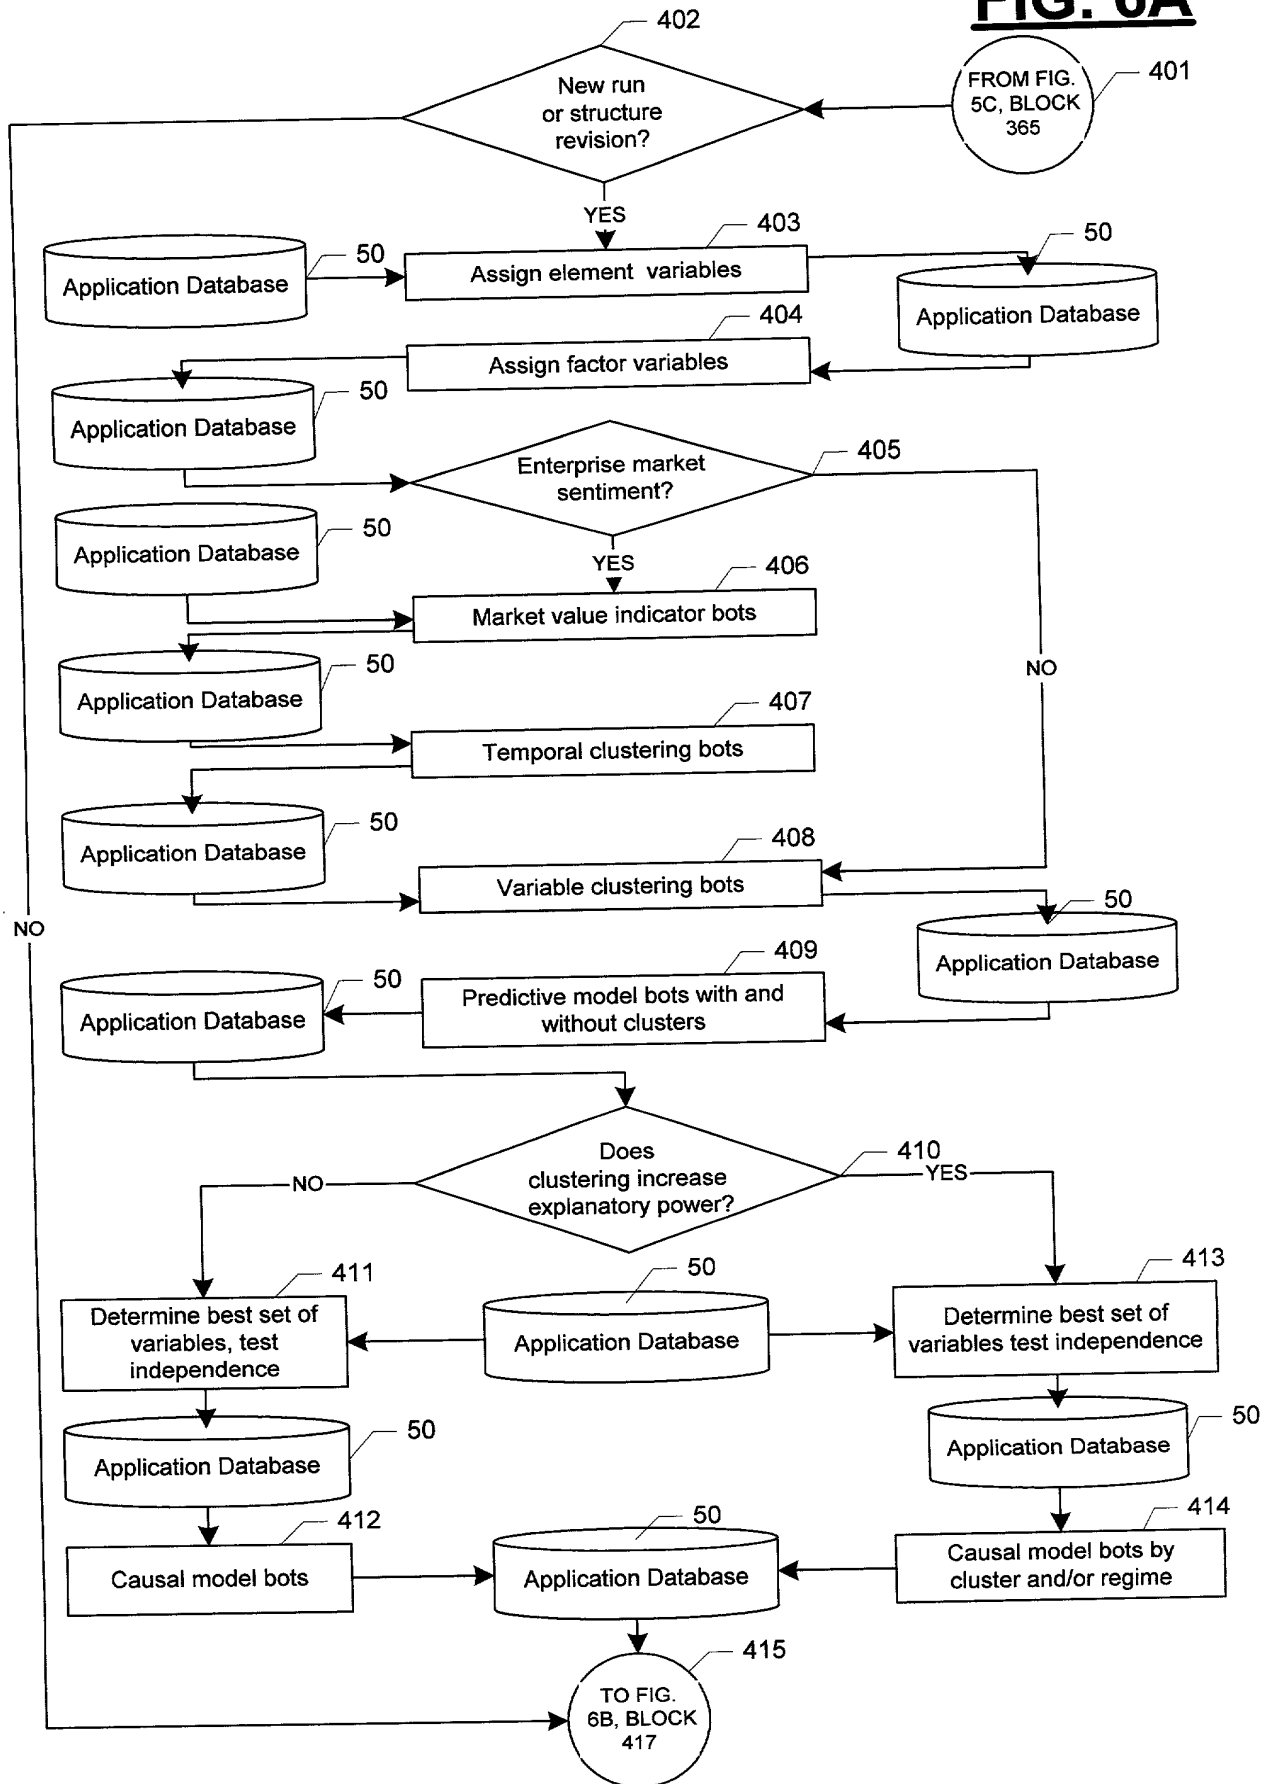 FIG. 6A
402
New run
or structure
revision?
FROM FIG.
5C, BLOCK
365
401
YES
403
50
50
Application Database
Assign element variables
Application Database
404
Assign factor variables
50
Application Database
405
Enterprise market
sentiment?
50
Application Database
YES
406
Market value indicator bots
50
Application Database
NO
407
Temporal clustering bots
50
Application Database
408
Variable clustering bots
NO
50
Application Database
409
50
Application Database
Predictive model bots with and
without clusters
Does
clustering increase
explanatory power?
410
NO
YES
411
50
413
Determine best set of
variables, test
independence
Application Database
Determine best set of
variables test independence
50
Application Database
50
Application Database
412
50
414
Causal model bots
Application Database
Causal model bots by
cluster and/or regime
415
TO FIG.
6B, BLOCK
417